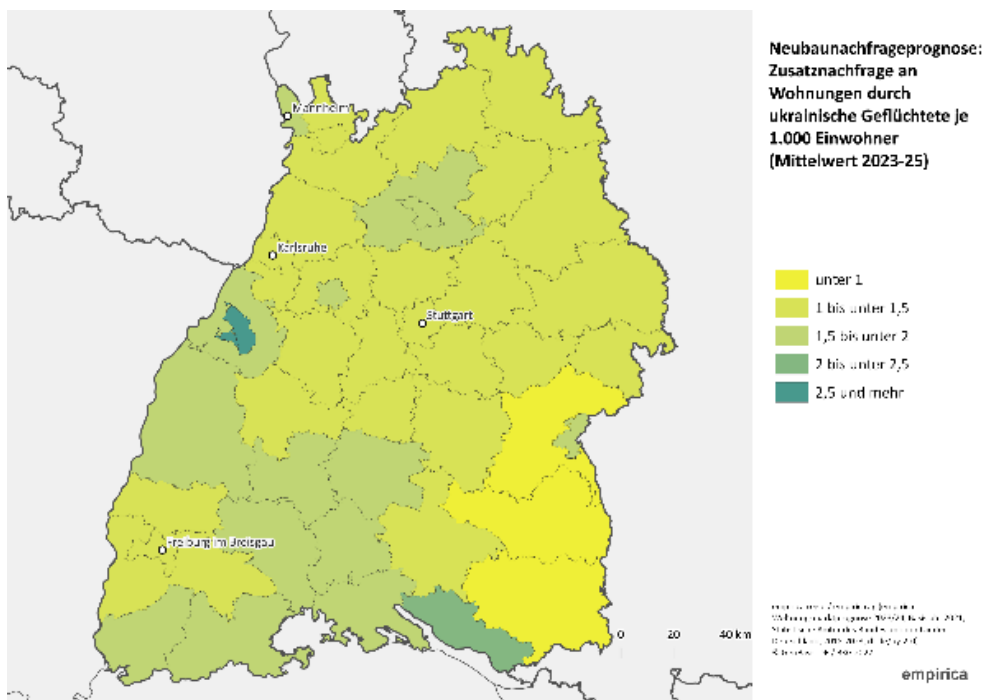 Neubaunachfrageprognose:
Zusatznachfrage an
Wohnungen durch
ukrainische Geflüchtete je
1.000 Einwohner
(Mittelwert 2023-25)
Mannheim
Karlsruhe
Stuttgart
Freiburg im Breisgau
unter 1
1 bis unter 1,5
1,5 bis unter 2
2 bis unter 2,5
2,5 und mehr
0 20 40 km
empirica